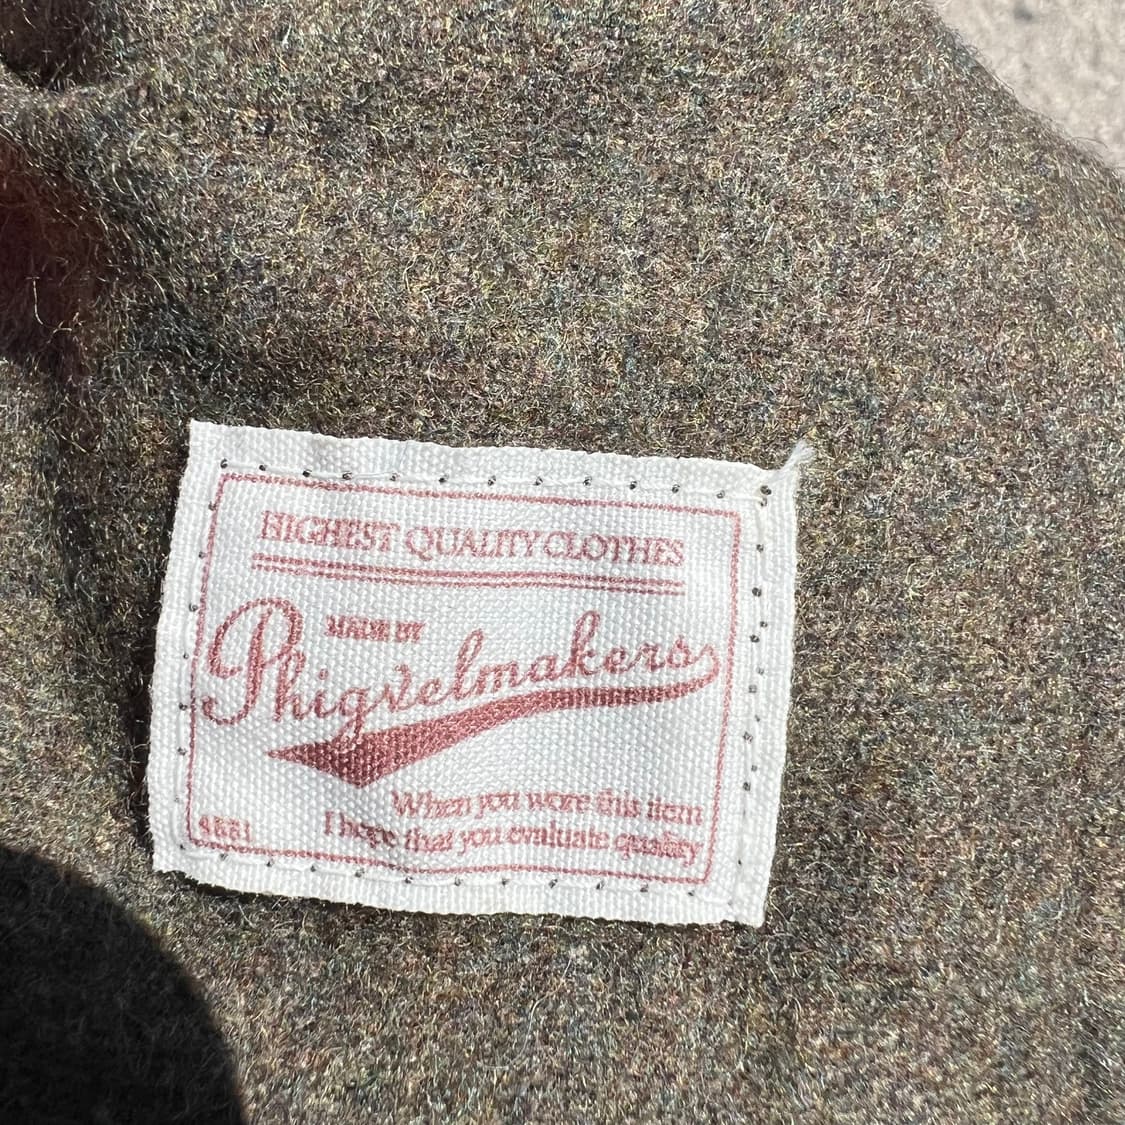 HIGHEST QUALITY CLOTHES
MADE BY
Phigvelmakers
When you wore this item
I hope that you evaluate quality